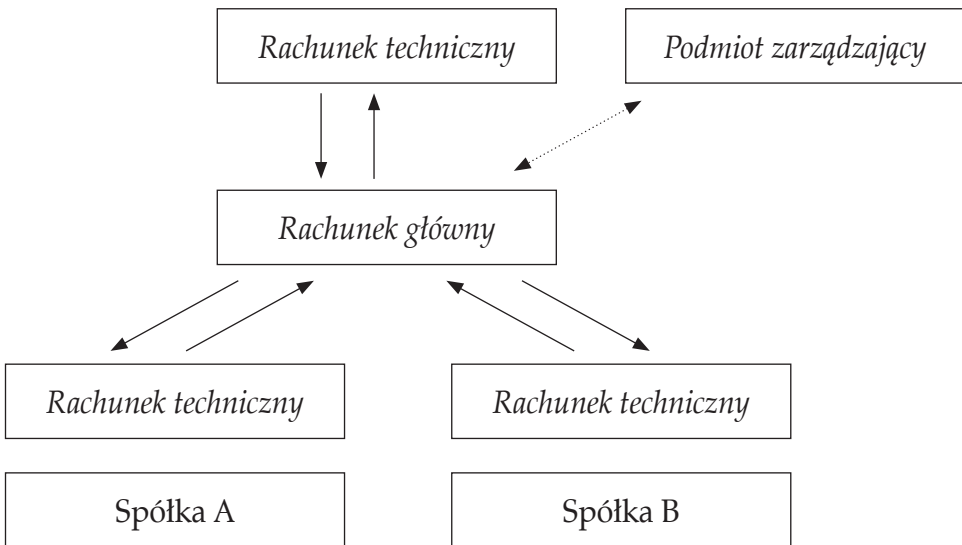 Rachunek techniczny
Podmiot zarządzający
Rachunek główny
Rachunek techniczny
Rachunek techniczny
Spółka A
Spółka B